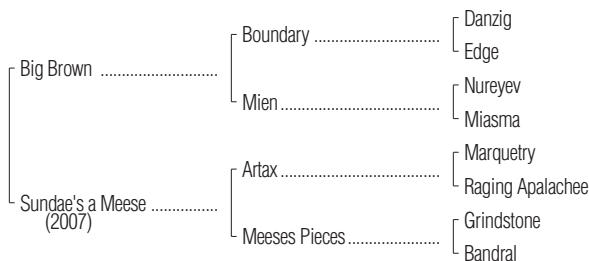 Big Brown ..............................
Boundary ................................
Danzig
Edge
Mien ........................................
Nureyev
Miasma
Sundae's a Meese .................
(2007)
Artax ........................................
Marquetry
Raging Apalachee
Meeses Pieces .......................
Grindstone
Bandral